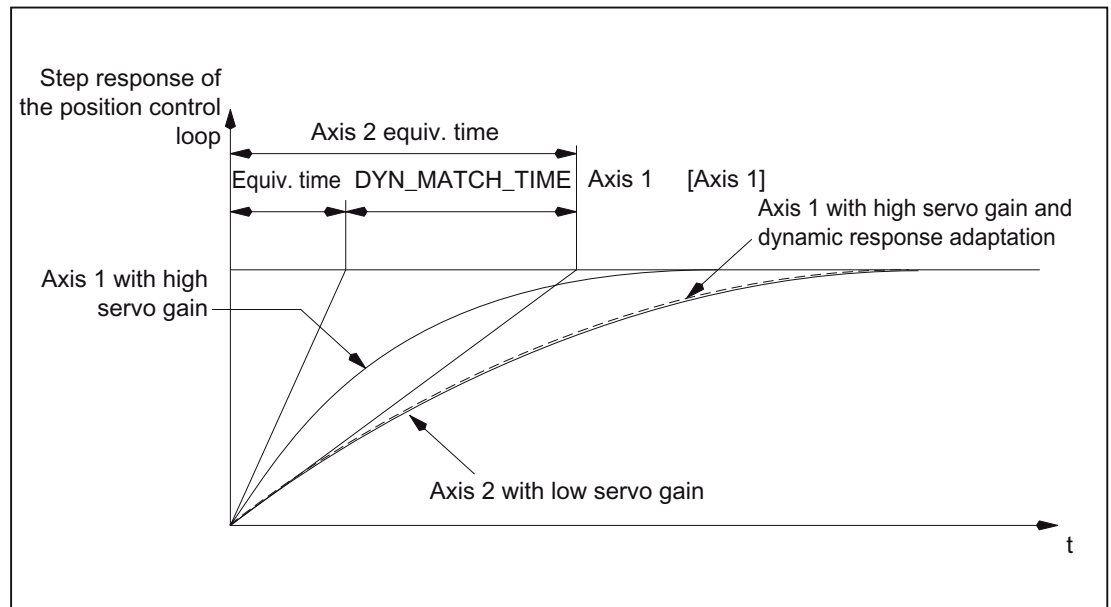 Step response of
the position control
loop
Axis 2 equiv. time
Equiv. time DYN_MATCH_TIME Axis 1 [Axis 1]
Axis 1 with high servo gain and
dynamic response adaptation
Axis 1 with high
servo gain
Axis 2 with low servo gain
t